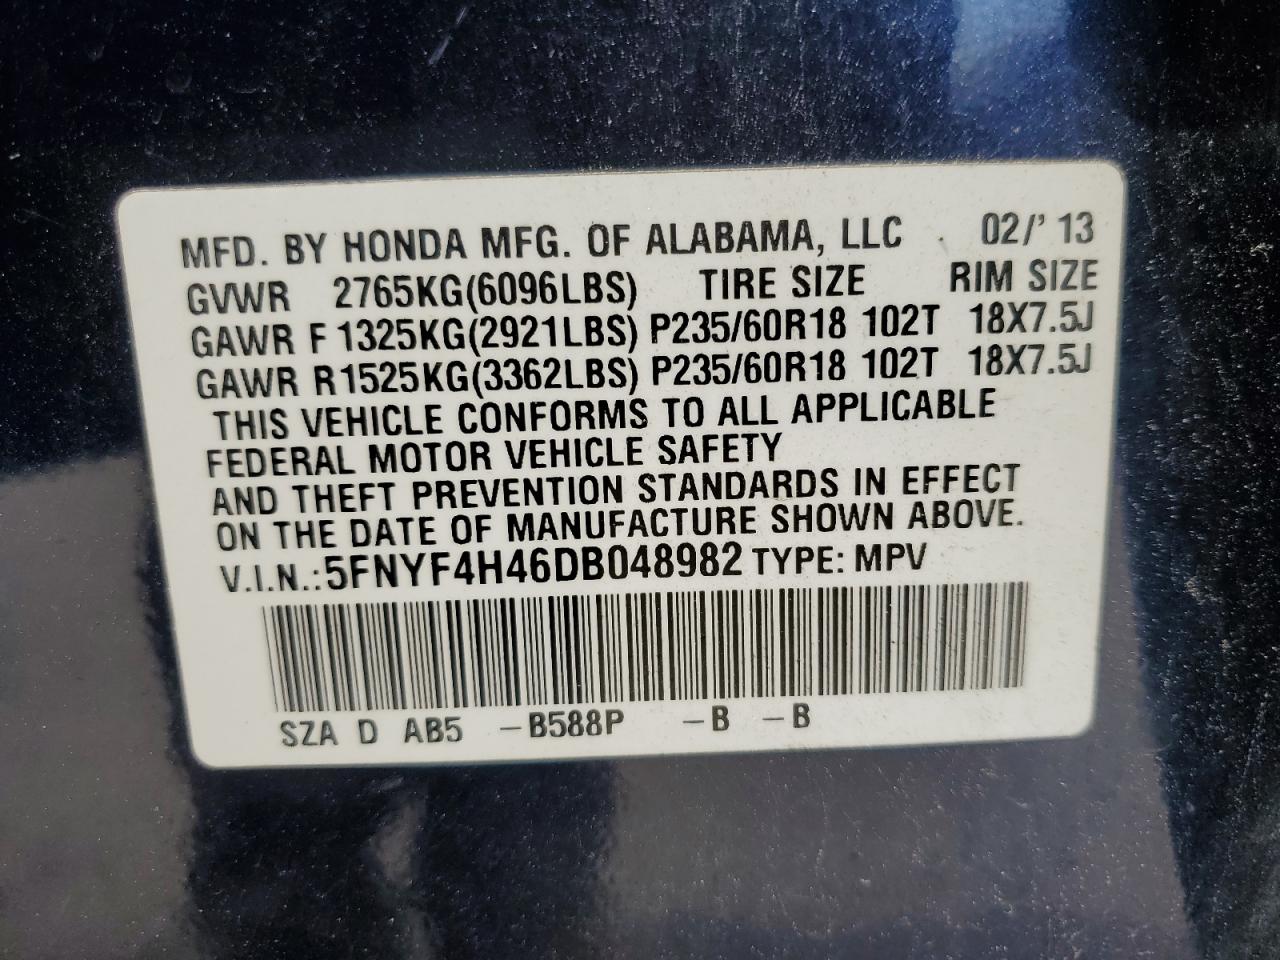 MFD. BY HONDA MFG. OF ALABAMA, LLC 02/'13
GVWR 2765KG(6096LBS) TIRE SIZE RIM SIZE
GAWR F 1325KG(2921LBS) P235/60R18 102T 18X7.5J
GAWR R1525KG(3362LBS) P235/60R18 102T 18X7.5J
THIS VEHICLE CONFORMS TO ALL APPLICABLE
FEDERAL MOTOR VEHICLE SAFETY
AND THEFT PREVENTION STANDARDS IN EFFECT
ON THE DATE OF MANUFACTURE SHOWN ABOVE.
V.I.N.:5FNYF4H46DB048982 TYPE: MPV
SZA D AB5 -B588P -B -B